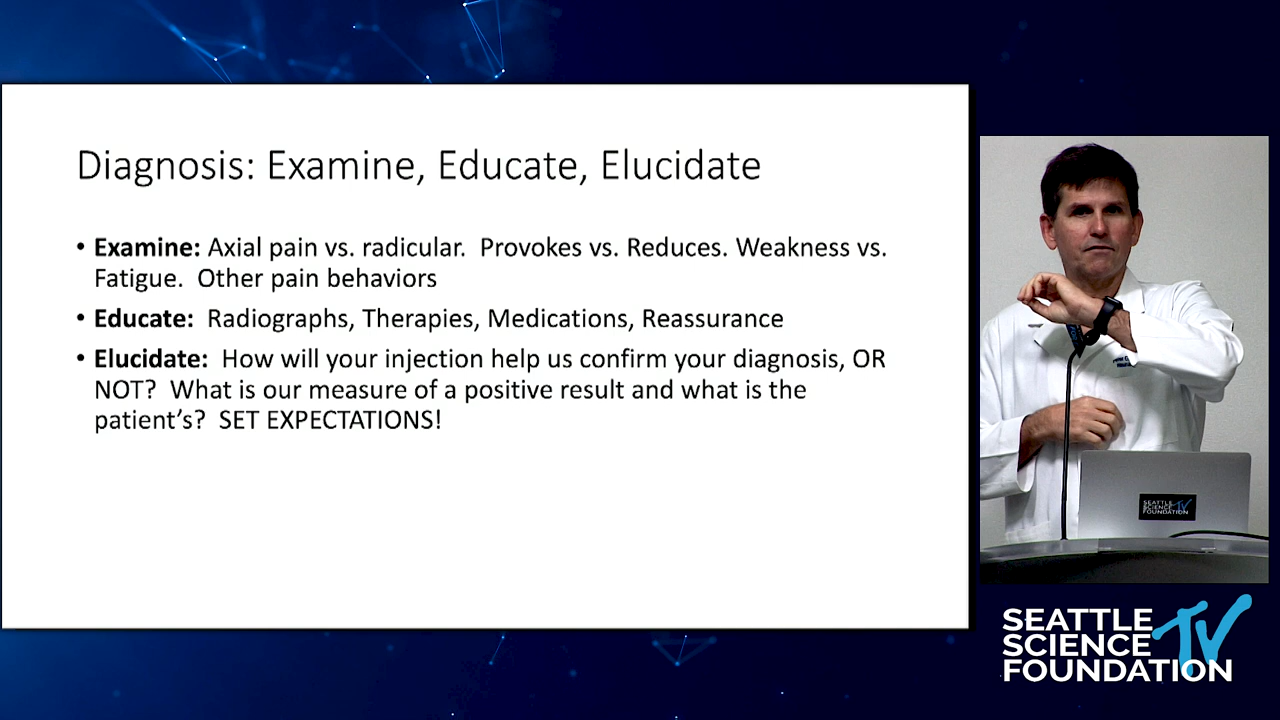 Diagnosis: Examine, Educate, Elucidate
• Examine: Axial pain vs. radicular.  Provokes vs. Reduces. Weakness vs.
Fatigue.  Other pain behaviors
• Educate:  Radiographs, Therapies, Medications, Reassurance
• Elucidate:  How will your injection help us confirm your diagnosis, OR
NOT?  What is our measure of a positive result and what is the
patient's?  SET EXPECTATIONS!
SEATTLE
SCIENCE TV
FOUNDATION
SEATTLE
SCIENCE TV
FOUNDATION